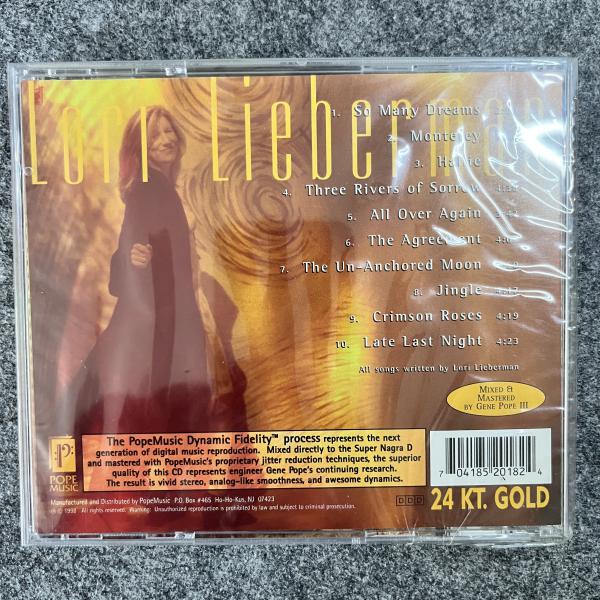 Lori Lieberman
1. So Many Dreams
2. Monterey
3.
4. Three Rivers of Sorrow 4:33
5. All Over Again
6. The Agreement
7. The Un-Anchored Moon
8. Jingle
9. Crimson Roses 4:19
10. Late Last Night 4:23
All songs written by Lori Lieberman
MIXED &
MASTERED
BY GENE POPE III
The PopeMusic Dynamic Fidelity™ process represents the next
generation of digital music reproduction. Mixed directly to the Super Nagra D
and mastered with PopeMusic's proprietary jitter reduction techniques, the superior
quality of this CD represents engineer Gene Pope's continuing research.
The result is vivid stereo, analog-like smoothness, and awesome dynamics.
POPE
MUSIC
Manufactured and Distributed by PopeMusic P.O. Box #465 Ho-Ho-Kus, NJ 07423
1998 All rights reserved. Warning: Unauthorized reproduction is prohibited by law and subject to criminal prosecution.
DDD
7 04185 20182 4
24 KT. GOLD